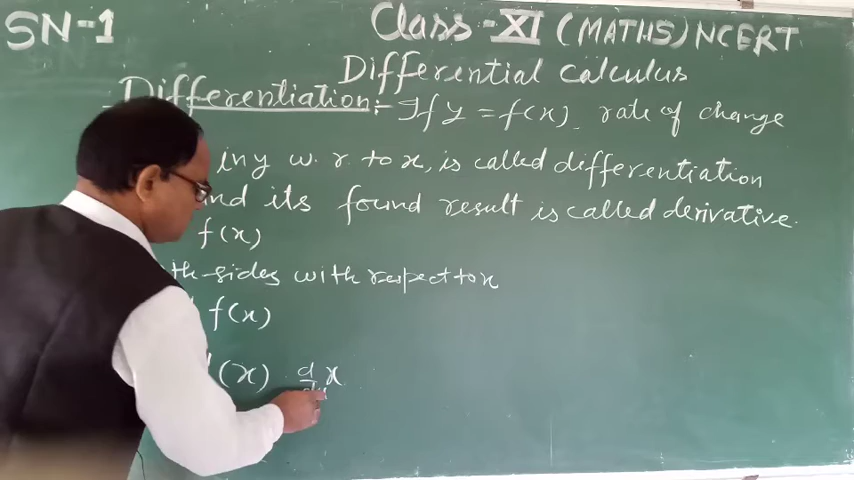 SN-1
Class-XI (MATHS) NCERT
Differential calculus
Differentiation:- If y = f(x), rate of change
in y w. r. to x, is called differentiation
and its found result is called derivative.
f(x)
sides with respect to x
f(x)
(x) d/dx x